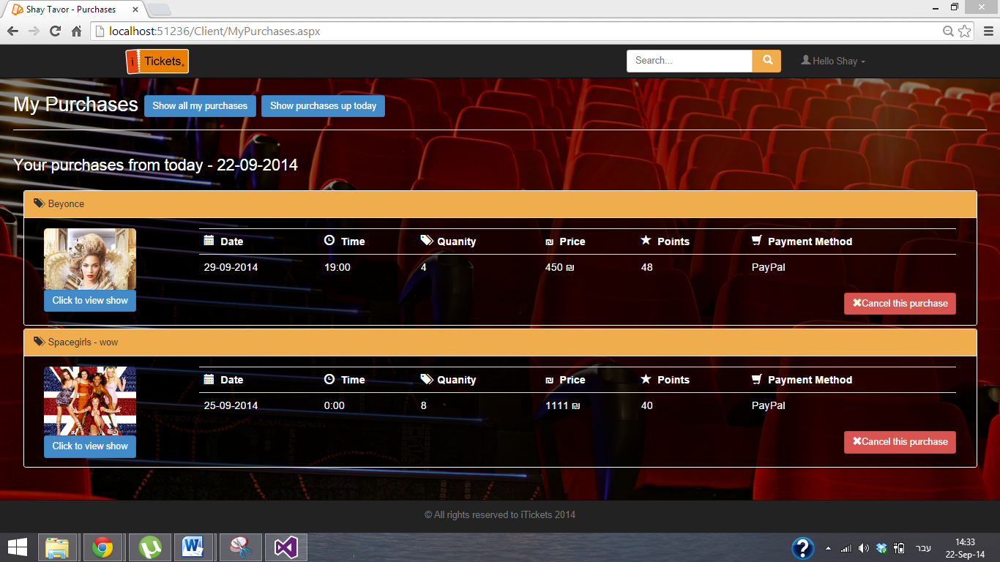 Shay Tavor - Purchases
localhost:51236/Client/MyPurchases.aspx
i Tickets
Search...
Hello Shay
My Purchases
Show all my purchases
Show purchases up today
Your purchases from today - 22-09-2014
Beyonce
Date Time Quanity ₪ Price Points Payment Method
29-09-2014 19:00 4 450 ₪ 48 PayPal
Click to view show
Cancel this purchase
Spacegirls - wow
Date Time Quanity ₪ Price Points Payment Method
25-09-2014 0:00 8 1111 ₪ 40 PayPal
Click to view show
Cancel this purchase
© All rights reserved to iTickets 2014
עבר
14:33
22-Sep-14